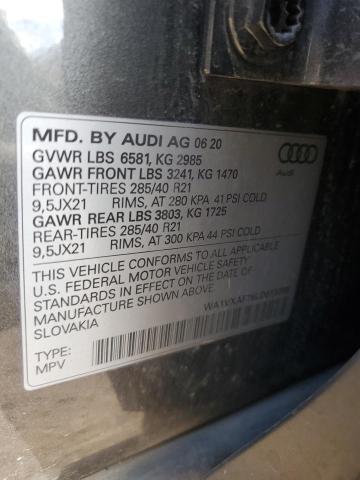 MFD. BY AUDI AG 06 20
GVWR LBS 6581, KG 2985
GAWR FRONT LBS 3241, KG 1470
FRONT-TIRES 285/40 R21
9,5JX21 RIMS, AT 280 KPA 41 PSI COLD
GAWR REAR LBS 3803, KG 1725
REAR-TIRES 285/40 R21
9,5JX21 RIMS, AT 300 KPA 44 PSI COLD
THIS VEHICLE CONFORMS TO ALL APPLICABLE
U.S. FEDERAL MOTOR VEHICLE SAFETY
STANDARDS IN EFFECT ON THE DATE OF
MANUFACTURE SHOWN ABOVE.
SLOVAKIA
TYPE:
MPV
Audi